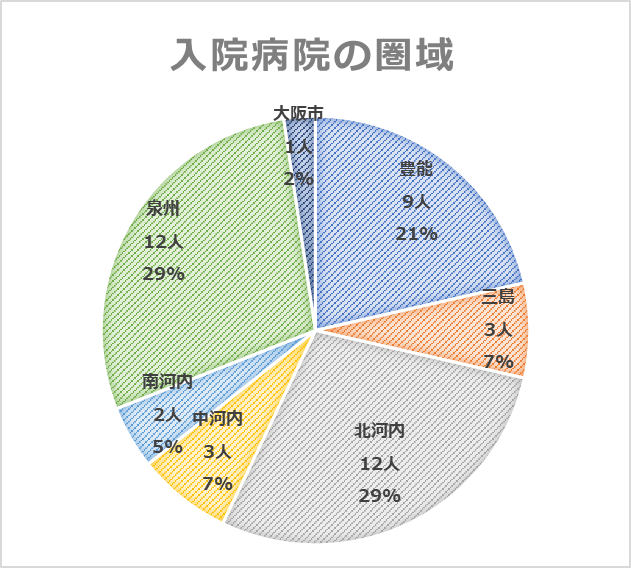 入院病院の圏域
大阪市
1人
2%
豊能
9人
21%
三島
3人
7%
北河内
12人
29%
中河内
3人
7%
南河内
2人
5%
泉州
12人
29%